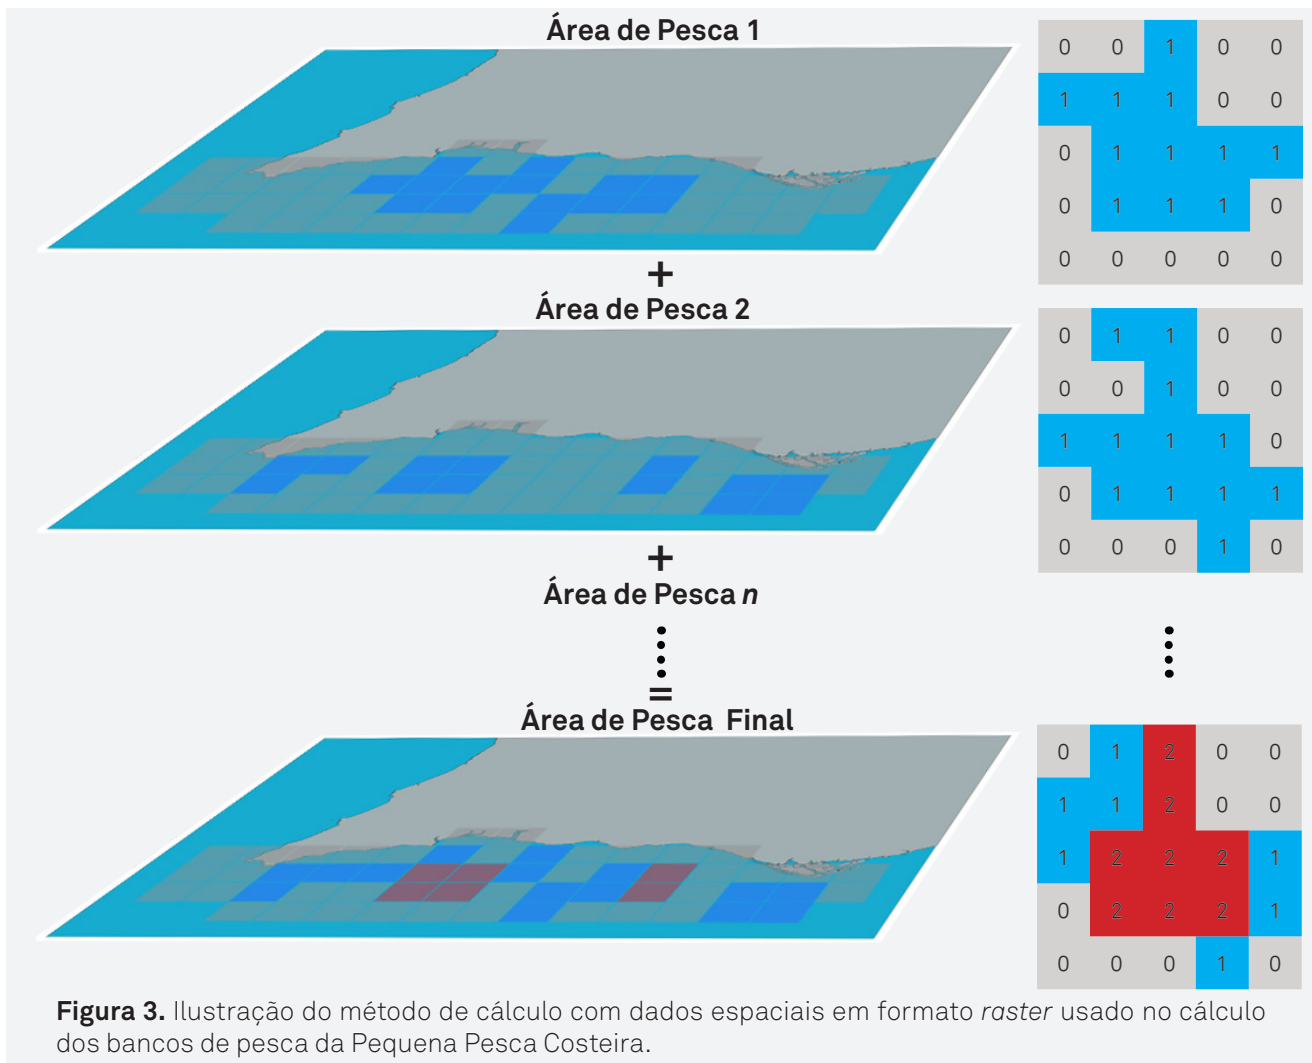 Área de Pesca 1
0 0 1 0 0
1 1 1 0 0
0 1 1 1 1
0 1 1 1 0
0 0 0 0 0
+
Área de Pesca 2
0 1 1 0 0
0 0 1 0 0
1 1 1 1 0
0 1 1 1 1
0 0 0 1 0
+
Área de Pesca n
=
Área de Pesca Final
0 1 2 0 0
1 1 2 0 0
1 2 2 2 1
0 2 2 2 1
0 0 0 1 0
Figura 3. Ilustração do método de cálculo com dados espaciais em formato raster usado no cálculo
dos bancos de pesca da Pequena Pesca Costeira.